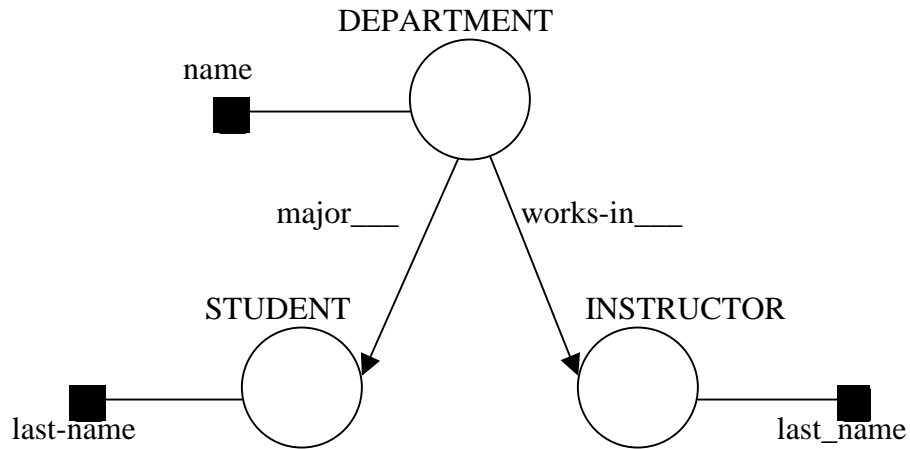 DEPARTMENT
name
major___ works-in___
STUDENT INSTRUCTOR
last-name last_name